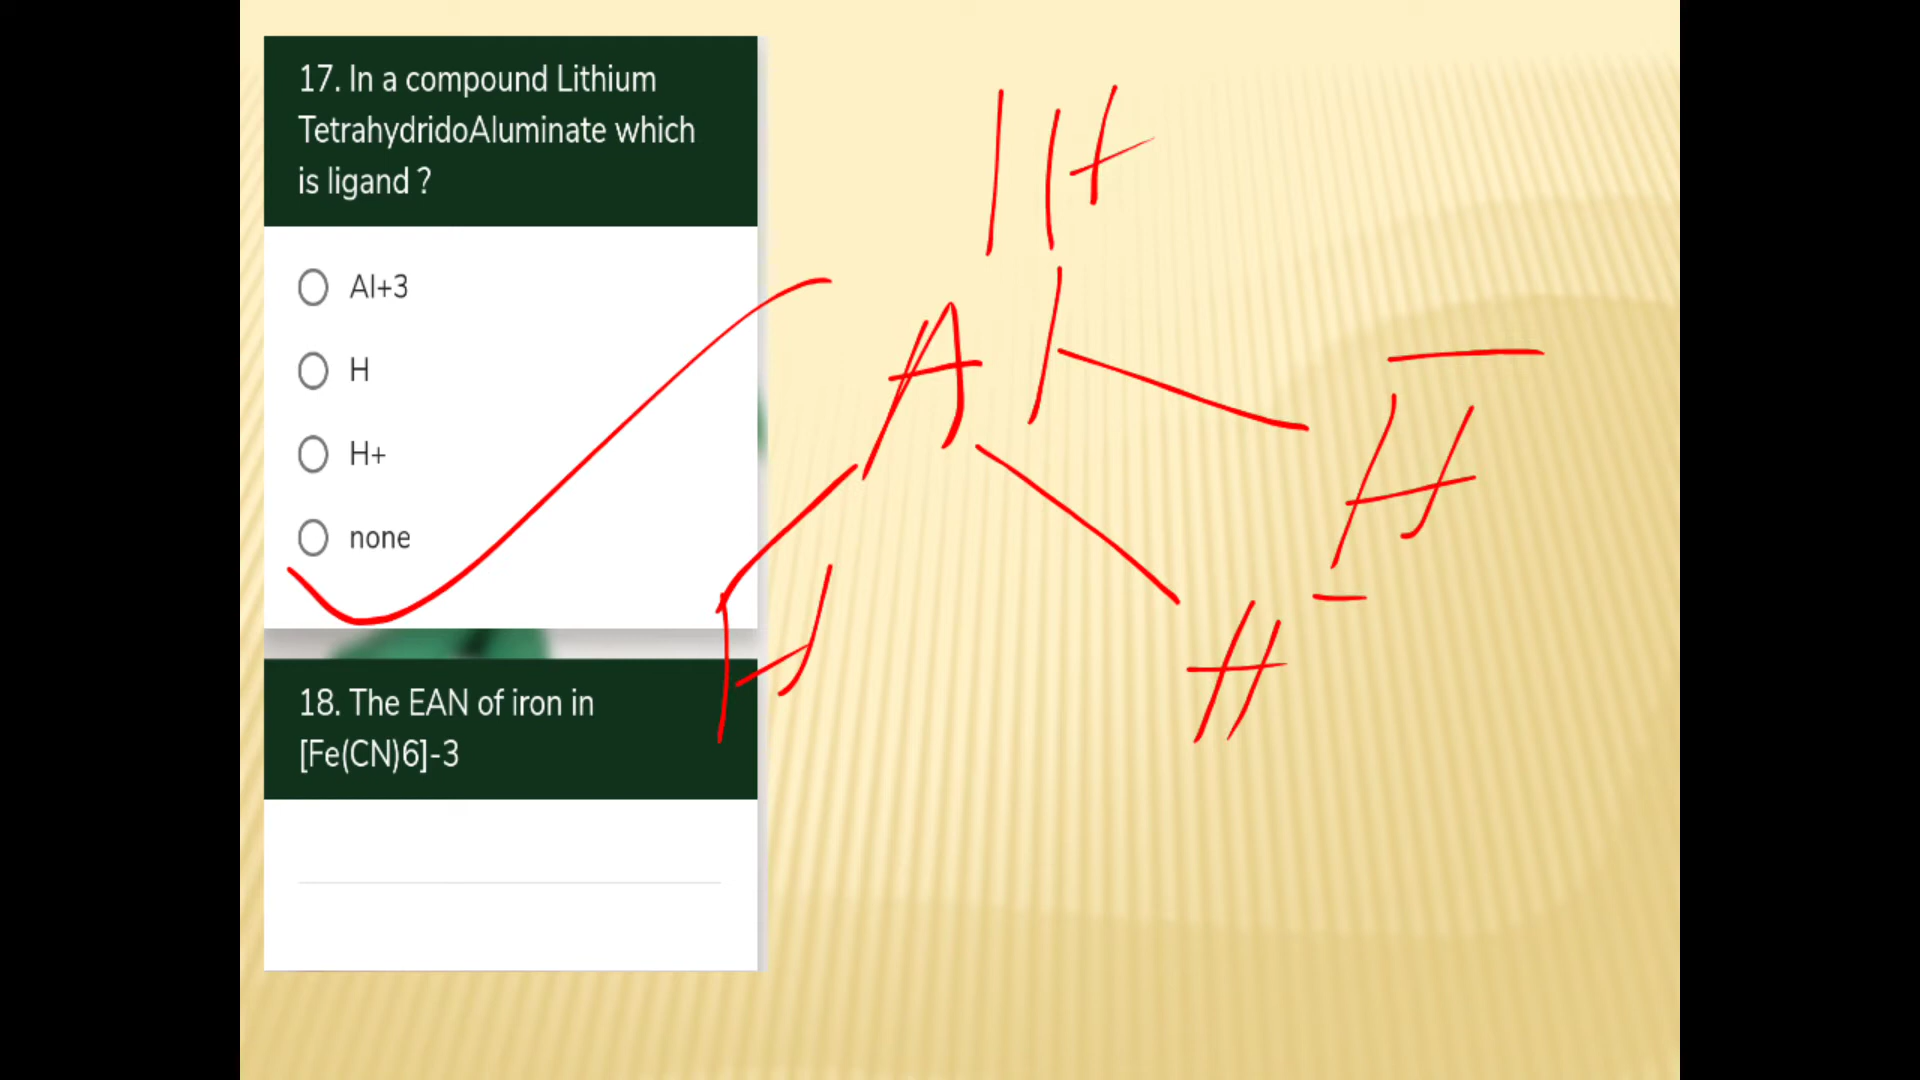 17. In a compound Lithium
TetrahydridoAluminate which
is ligand ?
Al+3
H
H+
none
18. The EAN of iron in
[Fe(CN)6]-3
H
Al
H
H
H